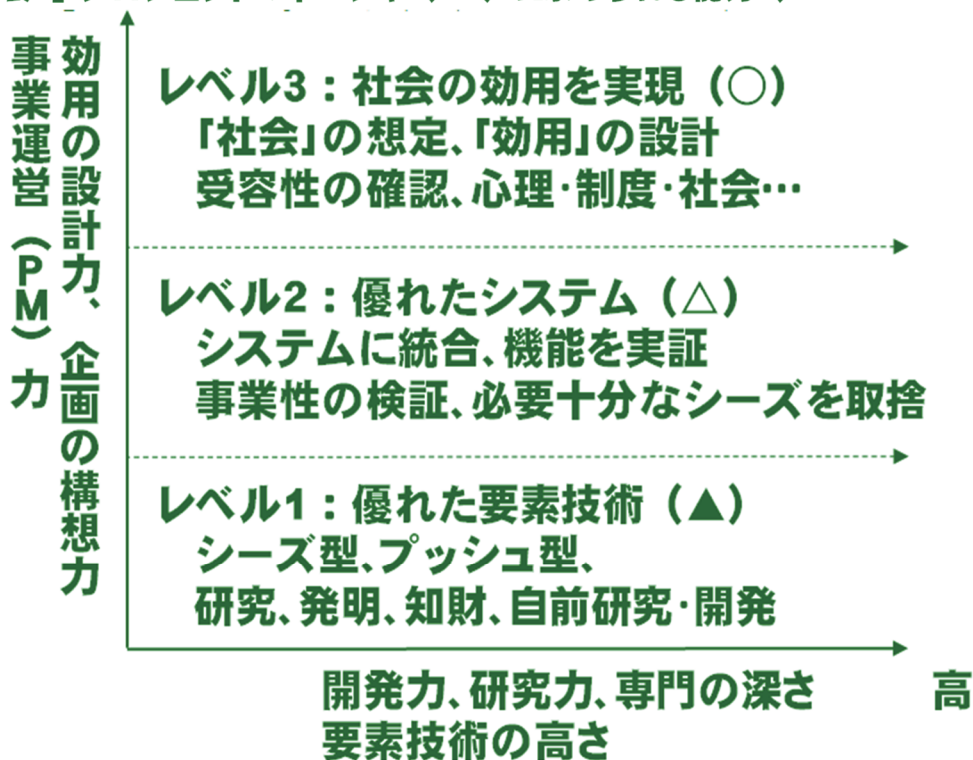 効用の設計力、企画の構想力
事業運営(PM)力
レベル3:社会の効用を実現(○)
「社会」の想定、「効用」の設計
受容性の確認、心理・制度・社会…
レベル2:優れたシステム(△)
システムに統合、機能を実証
事業性の検証、必要十分なシーズを取捨
レベル1:優れた要素技術(▲)
シーズ型、プッシュ型、
研究、発明、知財、自前研究・開発
開発力、研究力、専門の深さ
高
要素技術の高さ